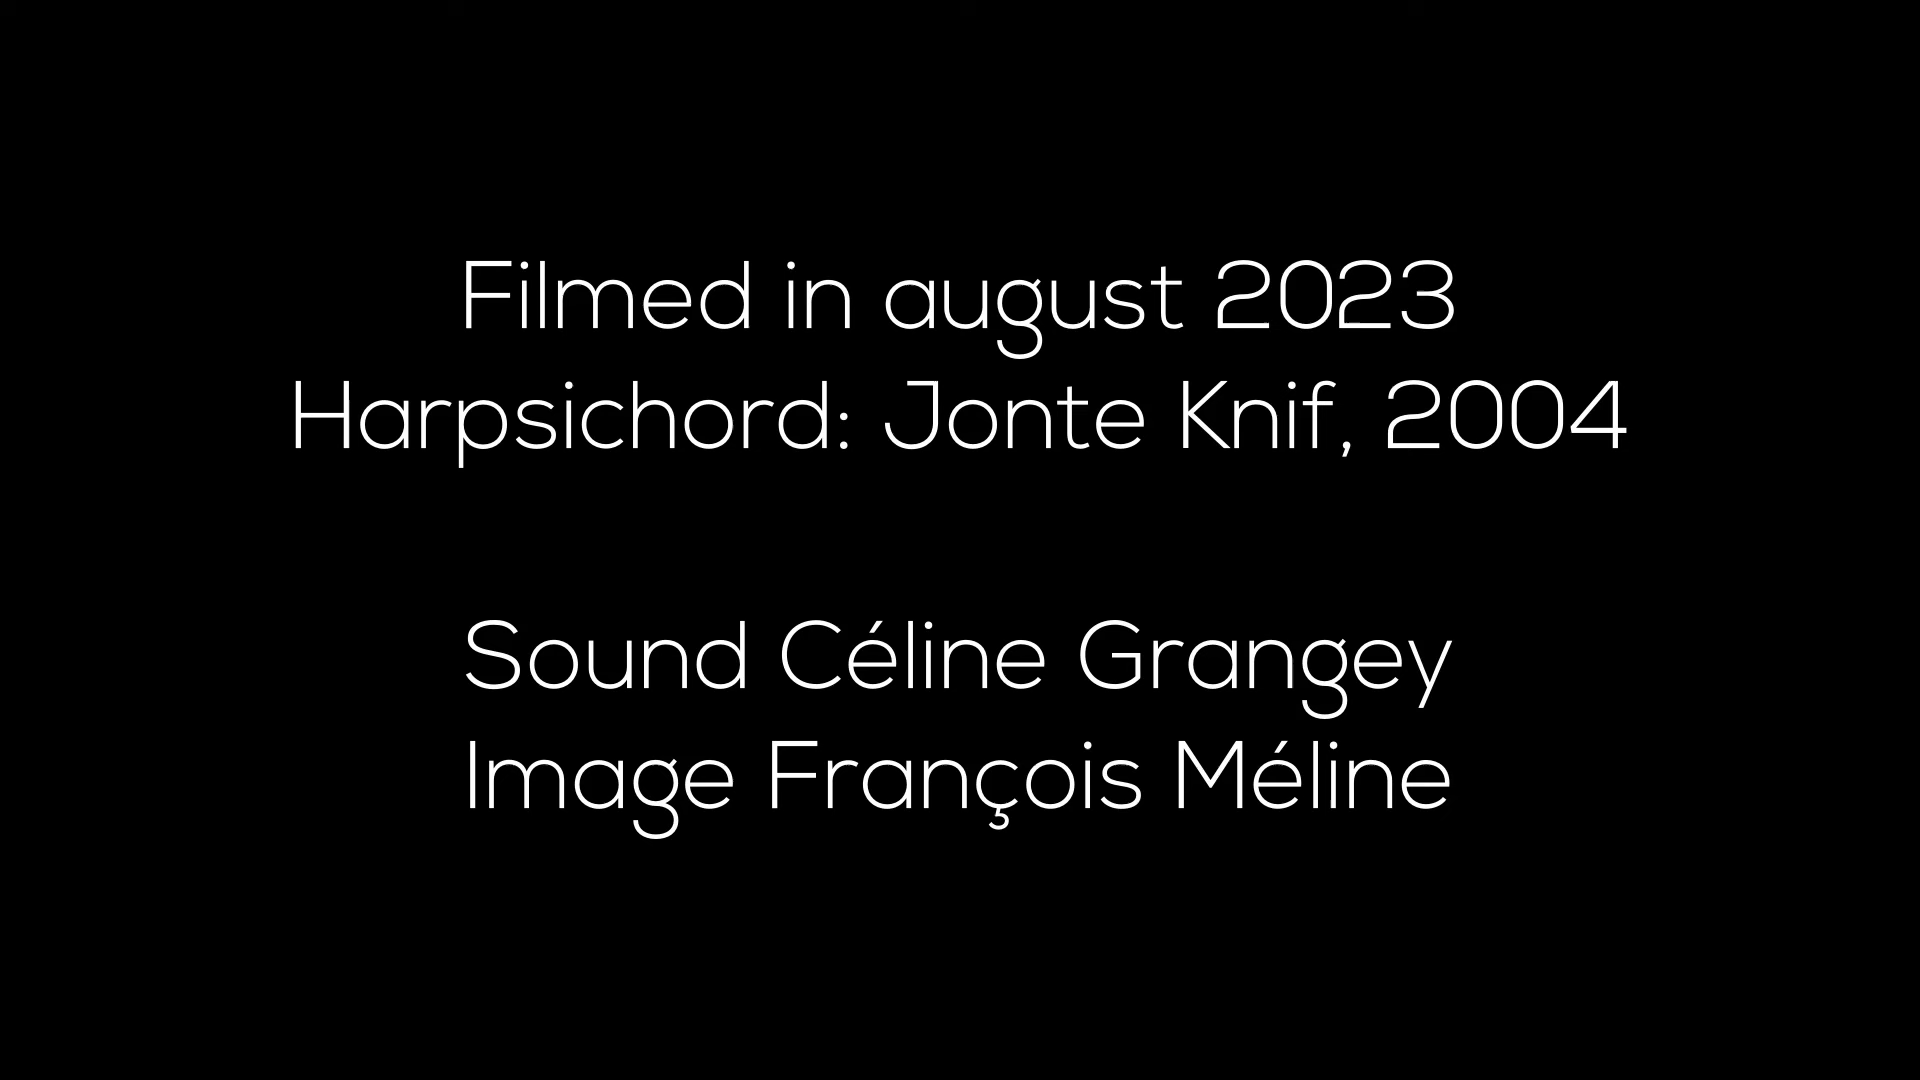 Filmed in august 2023
Harpsichord: Jonte Knif, 2004
Sound Céline Grangey
Image François Méline